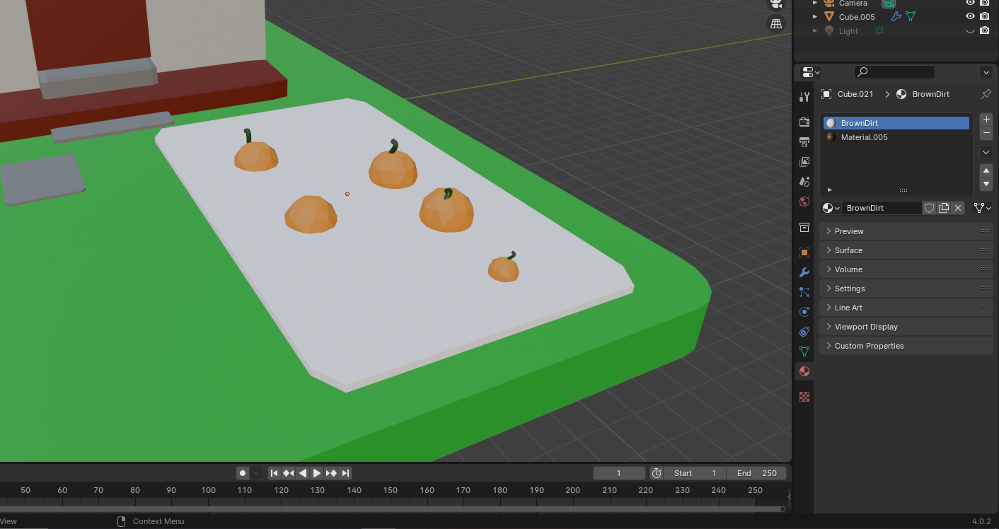 Camera
Cube.005
Light
Cube.021 > BrownDirt
BrownDirt
Material.005
BrownDirt
Preview
Surface
Volume
Settings
Line Art
Viewport Display
Custom Properties
1 Start 1 End 250
50 60 70 80 90 100 110 120 130 140 150 160 170 180 190 200 210 220 230 240 250
View Context Menu 4.0.2